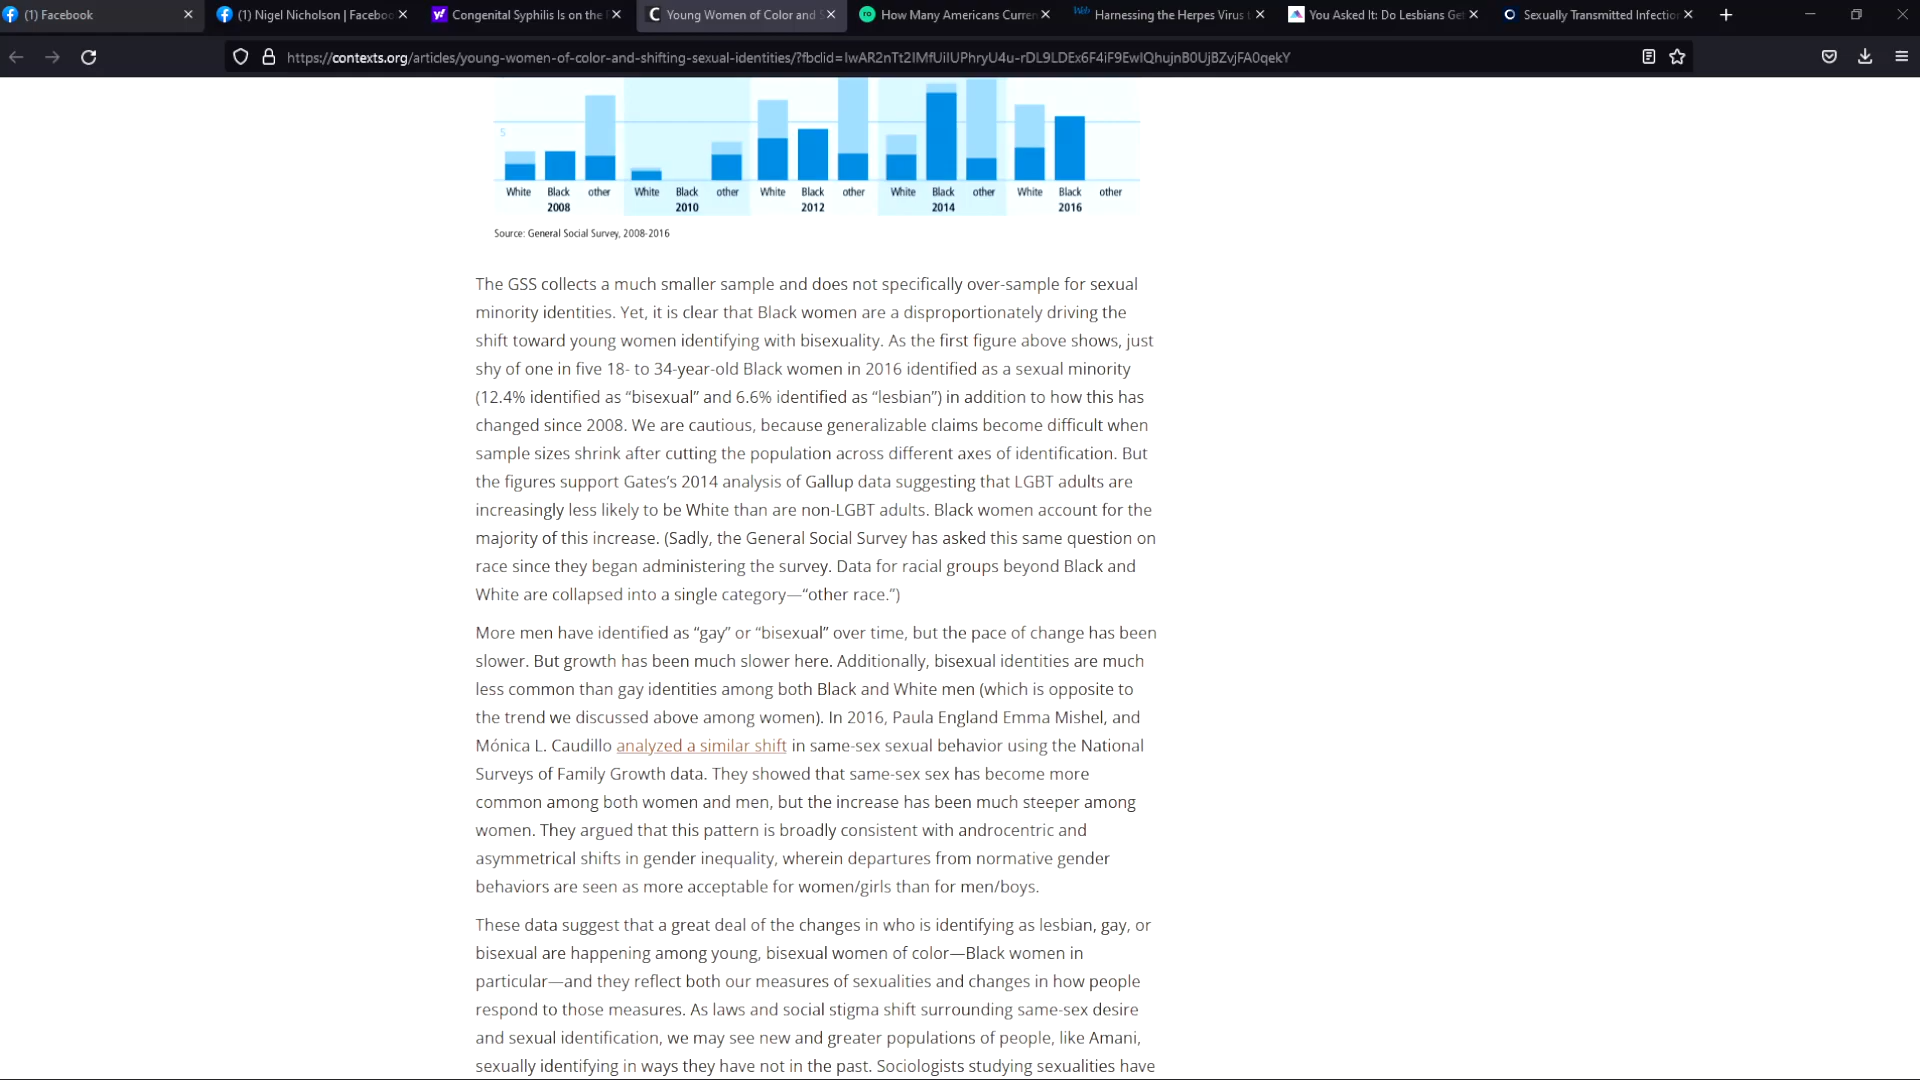 (1) Facebook
(1) Nigel Nicholson | Faceboo
Congenital Syphilis Is on the
Young Women of Color and S
How Many Americans Curren
Harnessing the Herpes Virus t
You Asked It: Do Lesbians Ge
Sexually Transmitted Infectio
https://contexts.org/articles/young-women-of-color-and-shifting-sexual-identities/?fbclid=IwAR2nTt2IMfUiIUPhryU4u-rDL9LDEx6F4iF9EwIQhujnB0UjBZvjFA0qekY
5
White Black other White Black other White Black other White Black other White Black other
2008 2010 2012 2014 2016
Source: General Social Survey, 2008-2016
The GSS collects a much smaller sample and does not specifically over-sample for sexual
minority identities. Yet, it is clear that Black women are a disproportionately driving the
shift toward young women identifying with bisexuality. As the first figure above shows, just
shy of one in five 18- to 34-year-old Black women in 2016 identified as a sexual minority
(12.4% identified as “bisexual” and 6.6% identified as “lesbian”) in addition to how this has
changed since 2008. We are cautious, because generalizable claims become difficult when
sample sizes shrink after cutting the population across different axes of identification. But
the figures support Gates’s 2014 analysis of Gallup data suggesting that LGBT adults are
increasingly less likely to be White than are non-LGBT adults. Black women account for the
majority of this increase. (Sadly, the General Social Survey has asked this same question on
race since they began administering the survey. Data for racial groups beyond Black and
White are collapsed into a single category—“other race.”)
More men have identified as “gay” or “bisexual” over time, but the pace of change has been
slower. But growth has been much slower here. Additionally, bisexual identities are much
less common than gay identities among both Black and White men (which is opposite to
the trend we discussed above among women). In 2016, Paula England Emma Mishel, and
Mónica L. Caudillo analyzed a similar shift in same-sex sexual behavior using the National
Surveys of Family Growth data. They showed that same-sex sex has become more
common among both women and men, but the increase has been much steeper among
women. They argued that this pattern is broadly consistent with androcentric and
asymmetrical shifts in gender inequality, wherein departures from normative gender
behaviors are seen as more acceptable for women/girls than for men/boys.
These data suggest that a great deal of the changes in who is identifying as lesbian, gay, or
bisexual are happening among young, bisexual women of color—Black women in
particular—and they reflect both our measures of sexualities and changes in how people
respond to those measures. As laws and social stigma shift surrounding same-sex desire
and sexual identification, we may see new and greater populations of people, like Amani,
sexually identifying in ways they have not in the past. Sociologists studying sexualities have